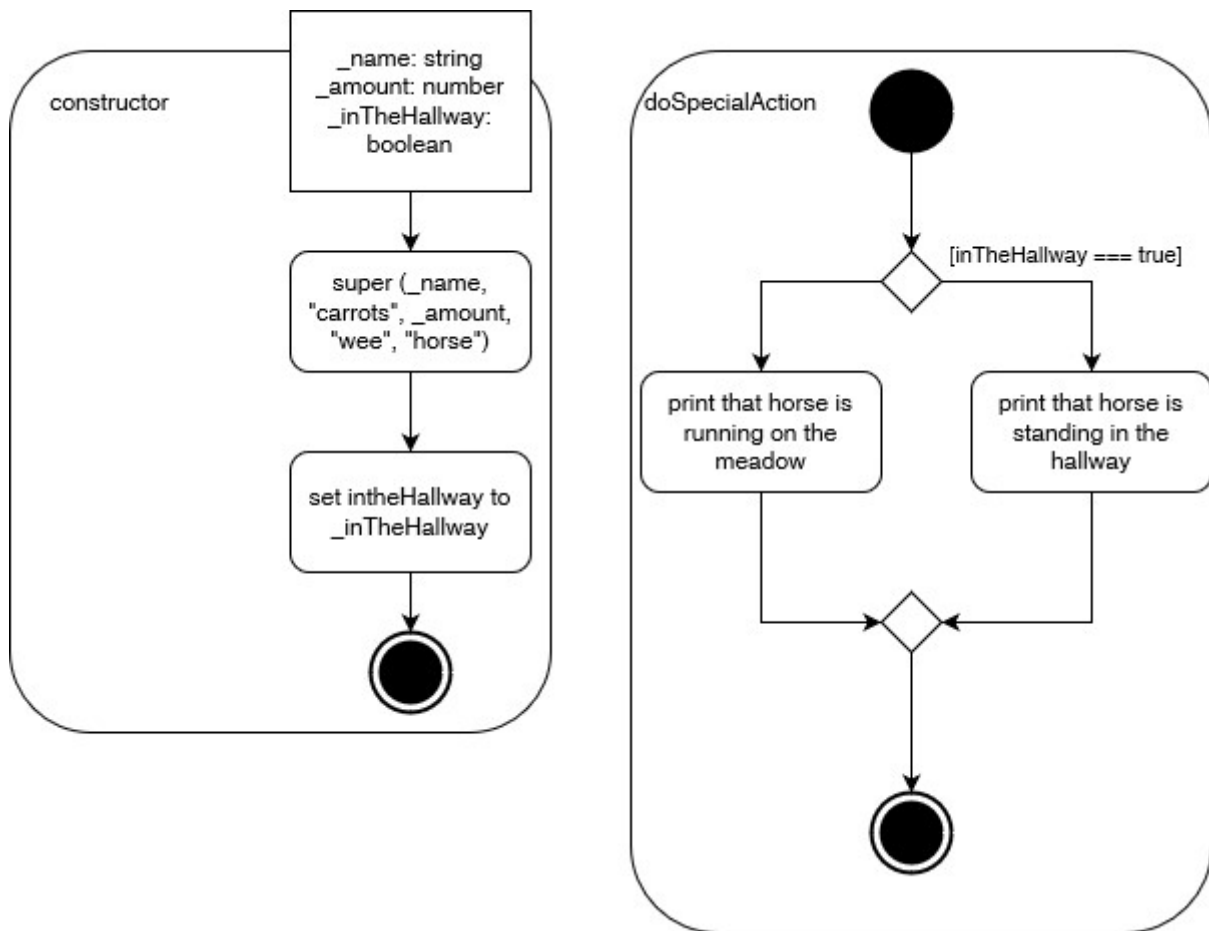 _name: string
_amount: number
_inTheHallway:
boolean
constructor
super (_name,
"carrots", _amount,
"wee", "horse")
set intheHallway to
_inTheHallway
doSpecialAction
[inTheHallway === true]
print that horse is
running on the
meadow
print that horse is
standing in the
hallway